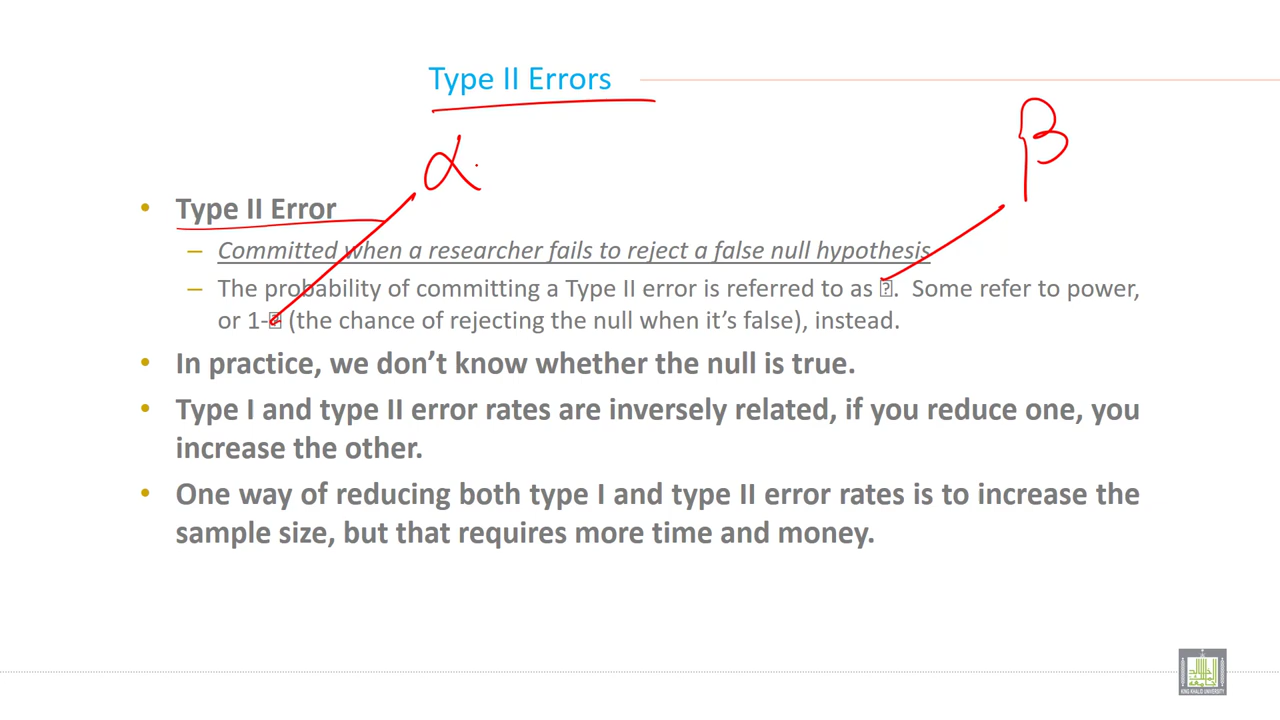 Type II Errors
α
β
• Type II Error
– Committed when a researcher fails to reject a false null hypothesis
– The probability of committing a Type II error is referred to as . Some refer to power,
or 1- (the chance of rejecting the null when it's false), instead.
• In practice, we don't know whether the null is true.
• Type I and type II error rates are inversely related, if you reduce one, you
increase the other.
• One way of reducing both type I and type II error rates is to increase the
sample size, but that requires more time and money.
KING KHALID UNIVERSITY